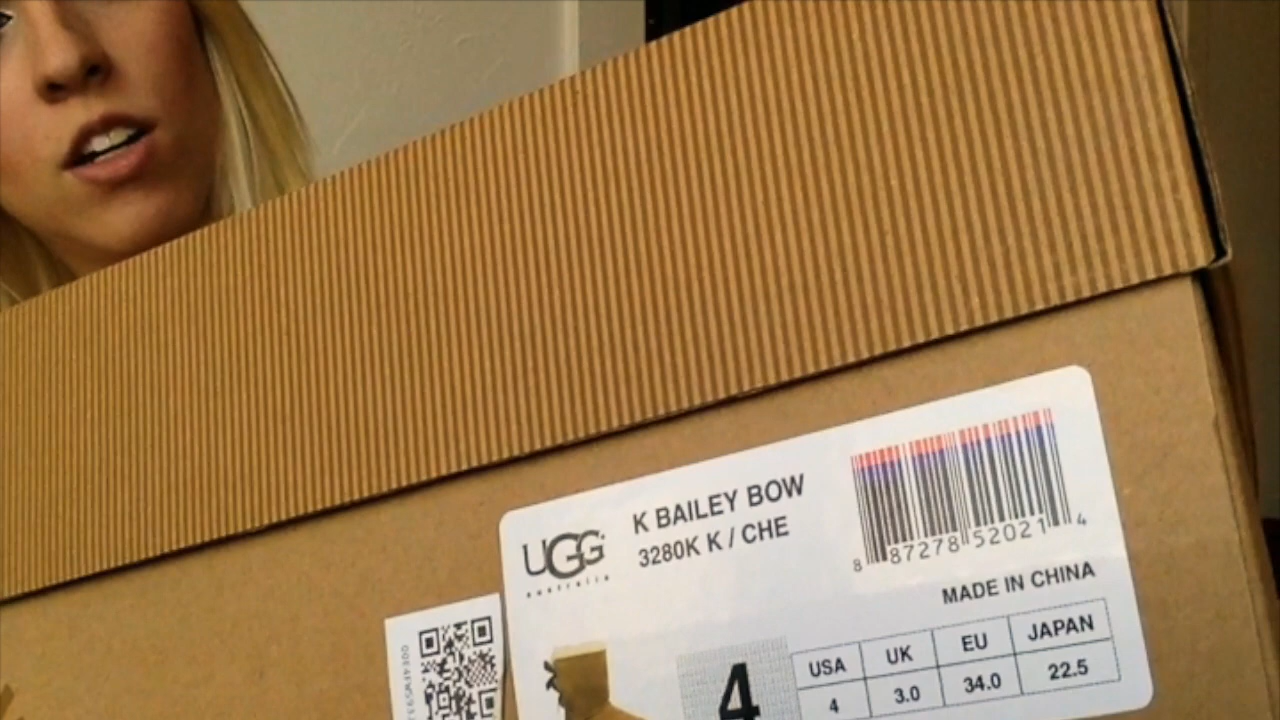 UGG
australia
K BAILEY BOW
3280K K / CHE
8 87278 52021 4
MADE IN CHINA
4
USA UK EU JAPAN
4 3.0 34.0 22.5